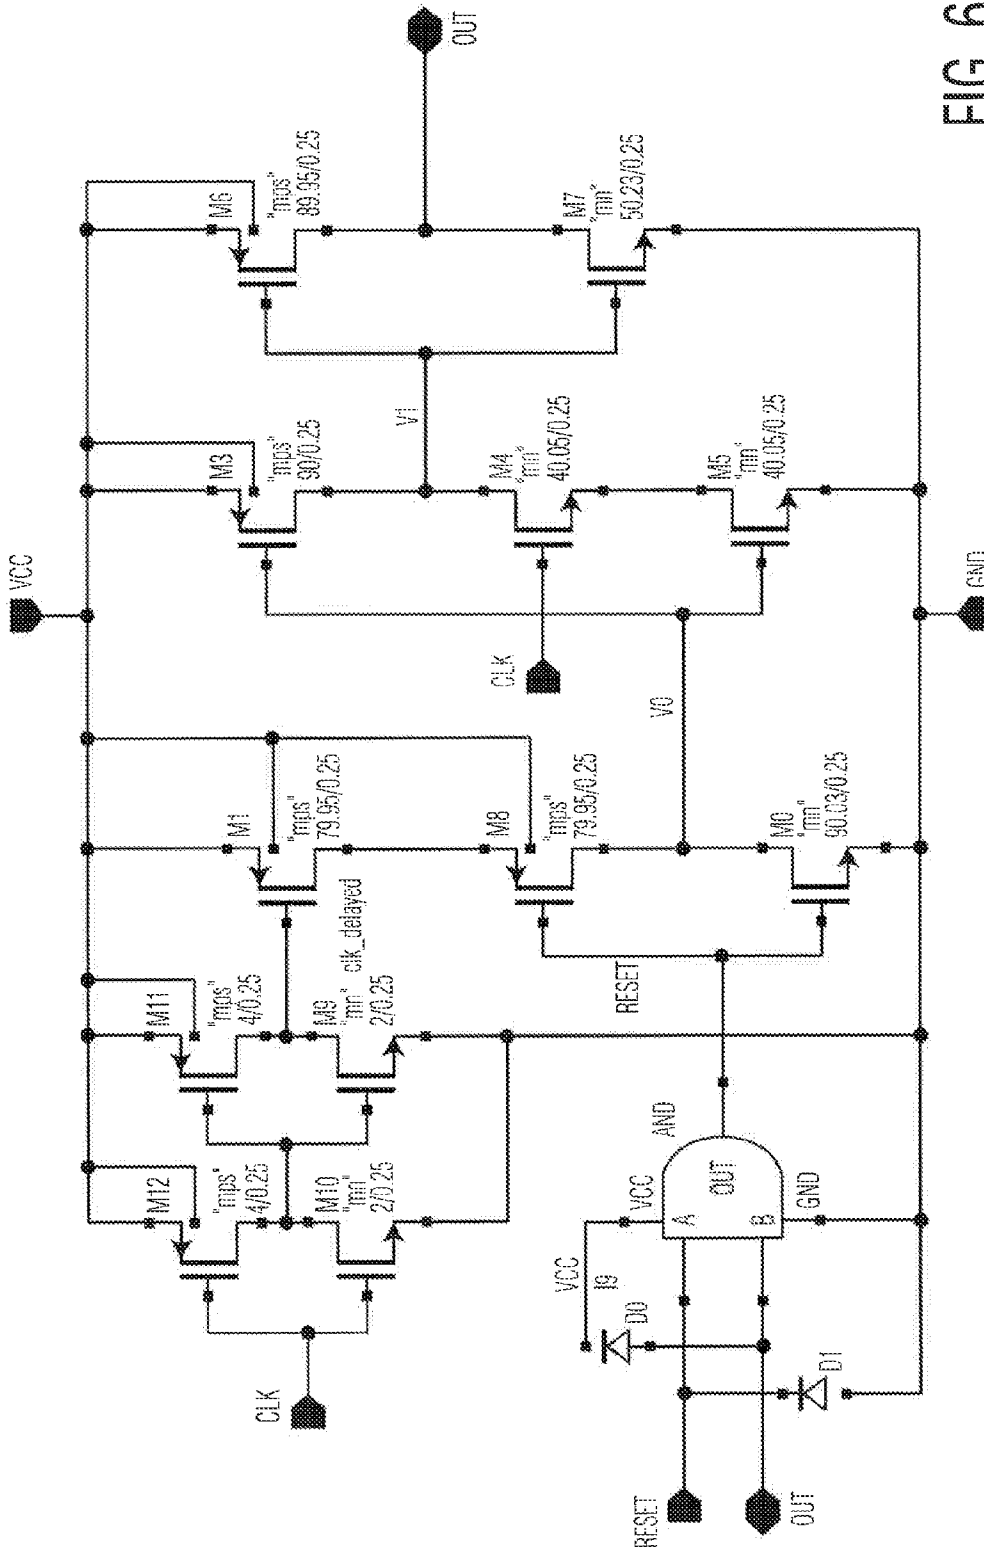 VCC
M12
"mps"
4/0.25
M10
"mn"
2/0.25
CLK
M11
"mps"
4/0.25
M9
"mn"
2/0.25
clk_delayed
M1
"mps"
79.95/0.25
M8
"mps"
79.95/0.25
M0
"mn"
90.03/0.25
V0
M3
"mps"
90/0.25
V1
M4
"mn"
40.05/0.25
CLK
M5
"mn"
40.05/0.25
M6
"mps"
89.95/0.25
M7
"mn"
50.23/0.25
OUT
RESET
AND
VCC
A
B
OUT
GND
VCC
I9
D0
D1
RESET
OUT
GND
FIG. 6